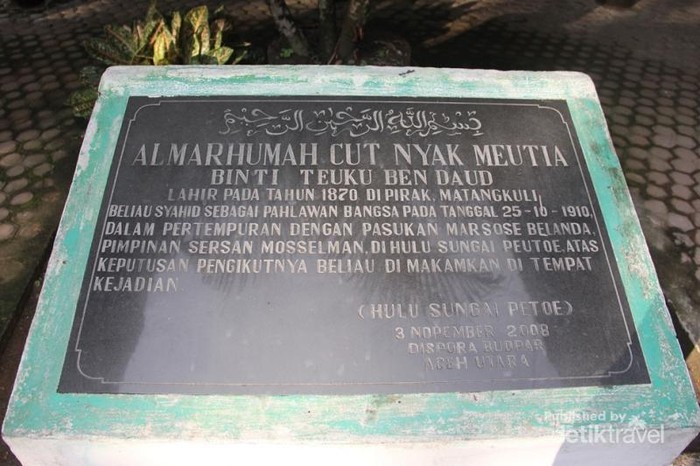 بسم الله الرحمن الرحيم
ALMARHUMAH CUT NYAK MEUTIA
BINTI TEUKU BEN DAUD
LAHIR PADA TAHUN 1870 DI PIRAK, MATANGKULI,
BELIAU SYAHID SEBAGAI PAHLAWAN BANGSA PADA TANGGAL 25-10-1910,
DALAM PERTEMPURAN DENGAN PASUKAN MARSOSE BELANDA,
PIMPINAN SERSAN MOSSELMAN, DI HULU SUNGAI PEUTOE, ATAS
KEPUTUSAN PENGIKUTNYA BELIAU DI MAKAMKAN DI TEMPAT
KEJADIAN
(HULU SUNGAI PETOE)
3 NOPEMBER 2008
DISPORA BUDPAR
ACEH UTARA
Published by
detiktravel